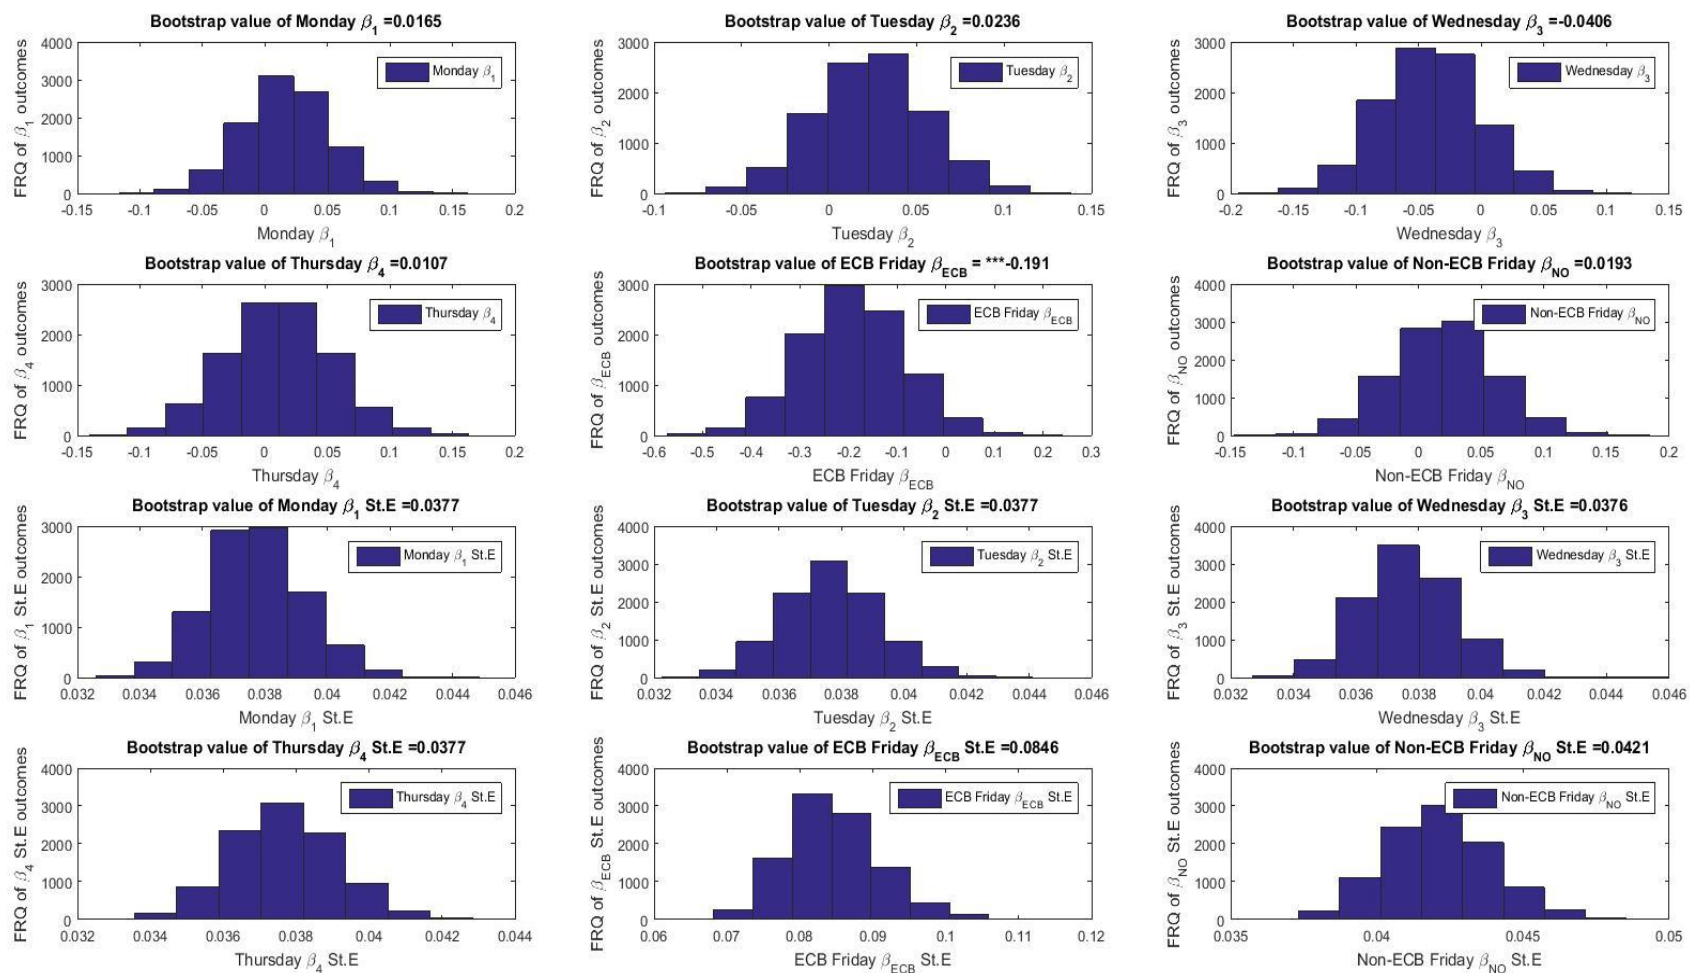 Bootstrap value of Monday β1 =0.0165
FRQ of β1 outcomes
4000
3000
2000
1000
0
Monday β1
-0.15 -0.1 -0.05 0 0.05 0.1 0.15 0.2
Monday β1
Bootstrap value of Tuesday β2 =0.0236
FRQ of β2 outcomes
3000
2000
1000
0
Tuesday β2
-0.1 -0.05 0 0.05 0.1 0.15
Tuesday β2
Bootstrap value of Wednesday β3 =-0.0406
FRQ of β3 outcomes
3000
2000
1000
0
Wednesday β3
-0.2 -0.15 -0.1 -0.05 0 0.05 0.1 0.15
Wednesday β3
Bootstrap value of Thursday β4 =0.0107
FRQ of β4 outcomes
3000
2000
1000
0
Thursday β4
-0.15 -0.1 -0.05 0 0.05 0.1 0.15 0.2
Thursday β4
Bootstrap value of ECB Friday βECB = ***-0.191
FRQ of βECB outcomes
3000
2000
1000
0
ECB Friday βECB
-0.6 -0.5 -0.4 -0.3 -0.2 -0.1 0 0.1 0.2 0.3
ECB Friday βECB
Bootstrap value of Non-ECB Friday βNO =0.0193
FRQ of βNO outcomes
4000
3000
2000
1000
0
Non-ECB Friday βNO
-0.15 -0.1 -0.05 0 0.05 0.1 0.15 0.2
Non-ECB Friday βNO
Bootstrap value of Monday β1 St.E =0.0377
FRQ of β1 St.E outcomes
3000
2000
1000
0
Monday β1 St.E
0.032 0.034 0.036 0.038 0.04 0.042 0.044 0.046
Monday β1 St.E
Bootstrap value of Tuesday β2 St.E =0.0377
FRQ of β2 St.E outcomes
4000
3000
2000
1000
0
Tuesday β2 St.E
0.032 0.034 0.036 0.038 0.04 0.042 0.044 0.046
Tuesday β2 St.E
Bootstrap value of Wednesday β3 St.E =0.0376
FRQ of β3 St.E outcomes
4000
3000
2000
1000
0
Wednesday β3 St.E
0.032 0.034 0.036 0.038 0.04 0.042 0.044 0.046
Wednesday β3 St.E
Bootstrap value of Thursday β4 St.E =0.0377
FRQ of β4 St.E outcomes
4000
3000
2000
1000
0
Thursday β4 St.E
0.032 0.034 0.036 0.038 0.04 0.042 0.044
Thursday β4 St.E
Bootstrap value of ECB Friday βECB St.E =0.0846
FRQ of βECB St.E outcomes
4000
3000
2000
1000
0
ECB Friday βECB St.E
0.06 0.07 0.08 0.09 0.1 0.11 0.12
ECB Friday βECB St.E
Bootstrap value of Non-ECB Friday βNO St.E =0.0421
FRQ of βNO St.E outcomes
4000
3000
2000
1000
0
Non-ECB Friday βNO St.E
0.035 0.04 0.045 0.05
Non-ECB Friday βNO St.E